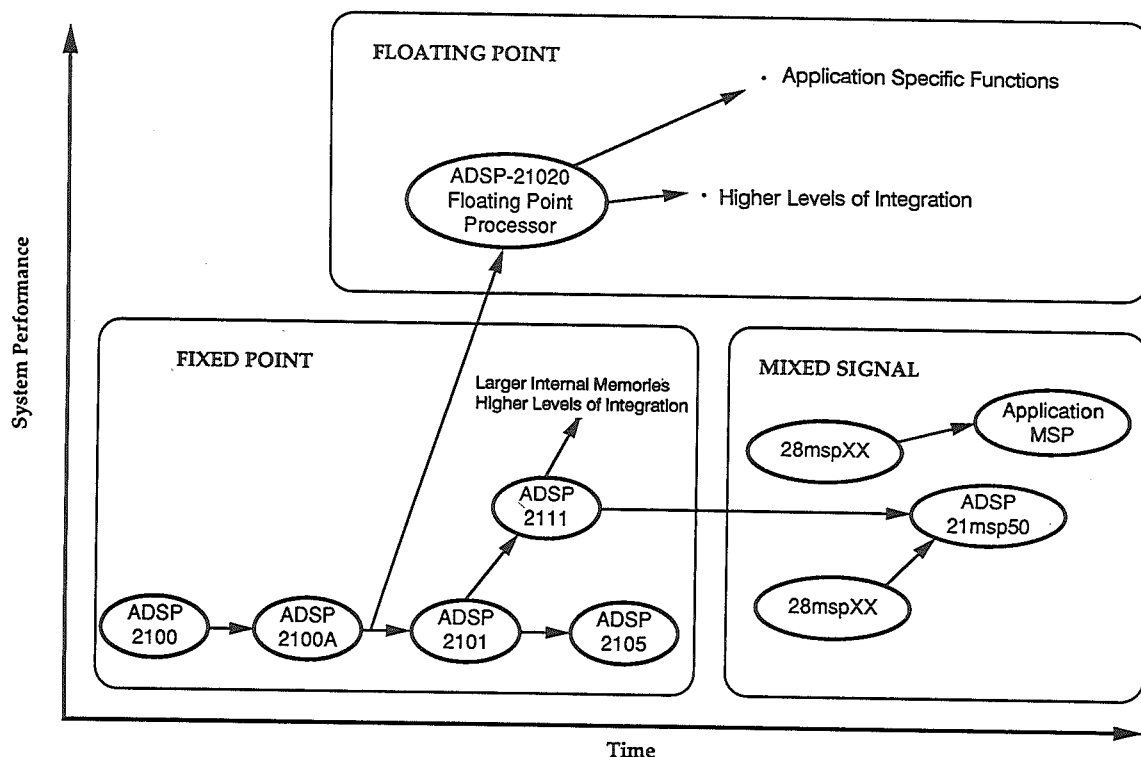 FLOATING POINT
· Application Specific Functions
ADSP-21020
Floating Point
Processor
· Higher Levels of Integration
System Performance
FIXED POINT
Larger Internal Memories
Higher Levels of Integration
ADSP
2111
ADSP
2100
ADSP
2100A
ADSP
2101
ADSP
2105
MIXED SIGNAL
28mspXX
Application
MSP
ADSP
21msp50
28mspXX
Time